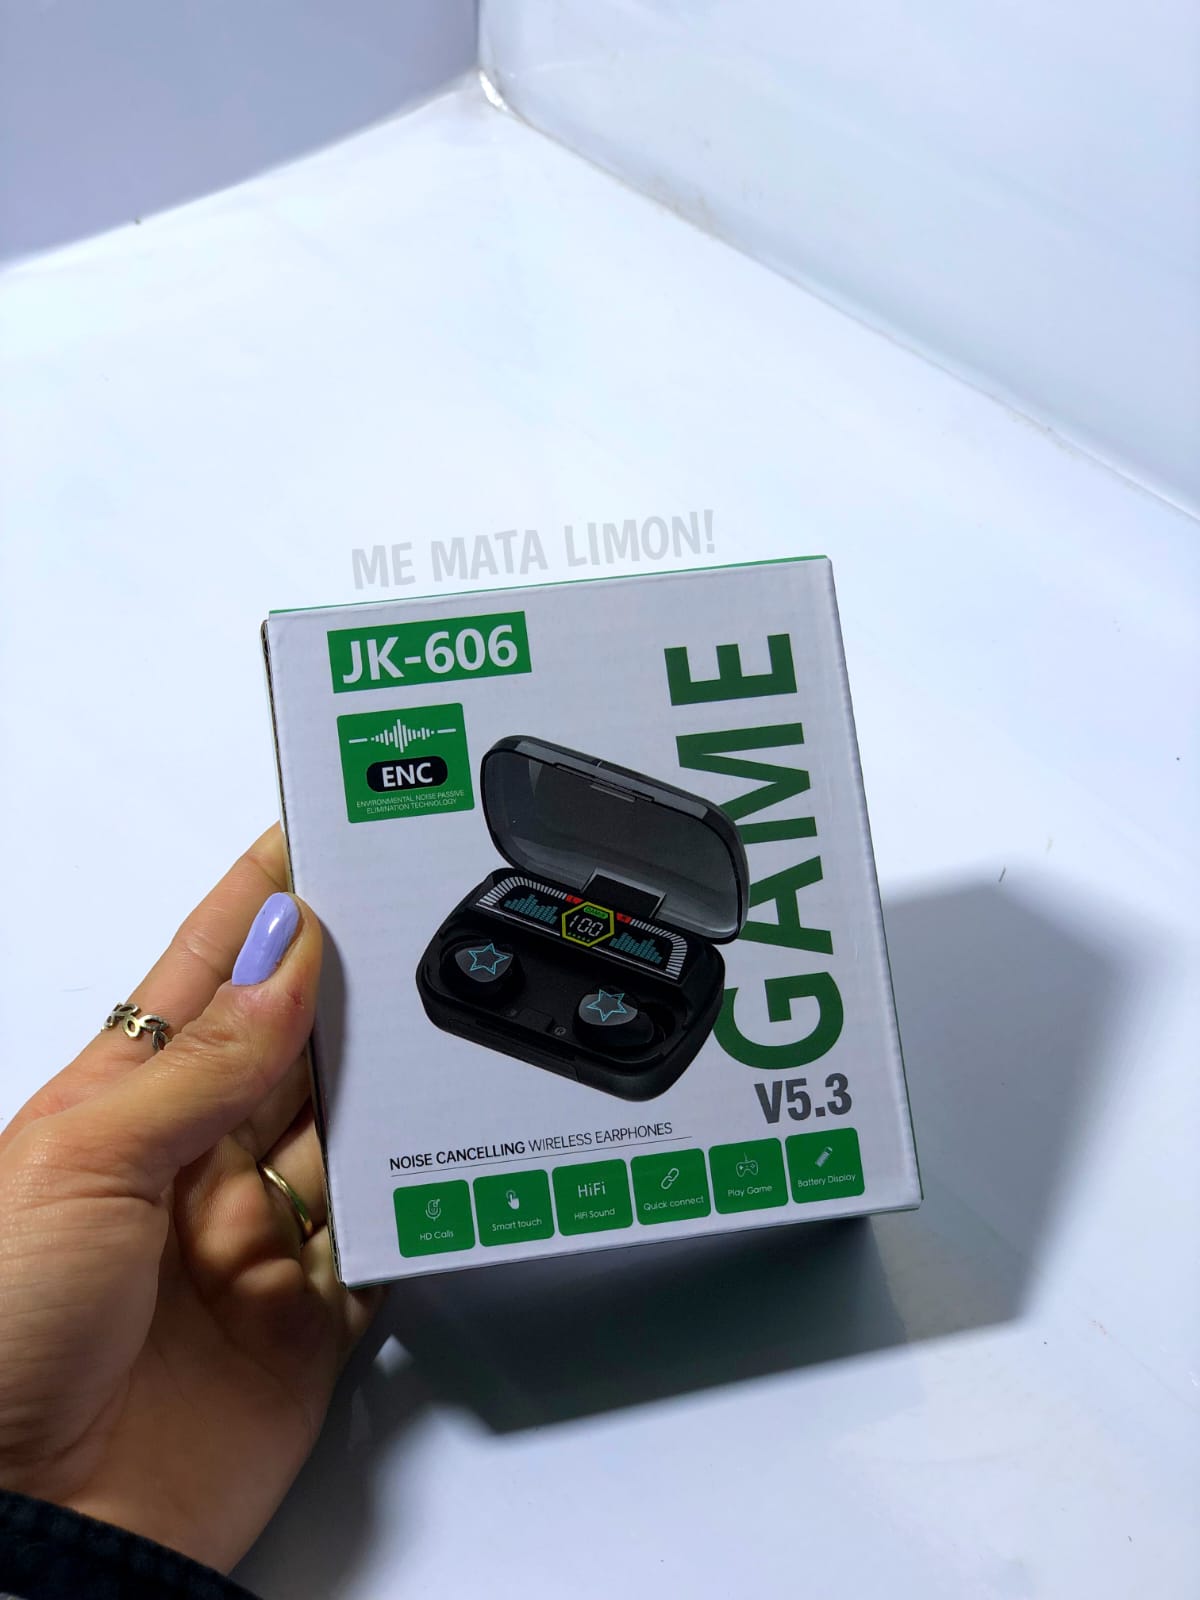 ME MATA LIMON!
JK-606
ENC
ENVIRONMENTAL NOISE PASSIVE
ELIMINATION TECHNOLOGY
GAME
100
V5.3
NOISE CANCELLING WIRELESS EARPHONES
HD Calls
Smart touch
HiFi
HiFi Sound
Quick connect
Play Game
Battery Display